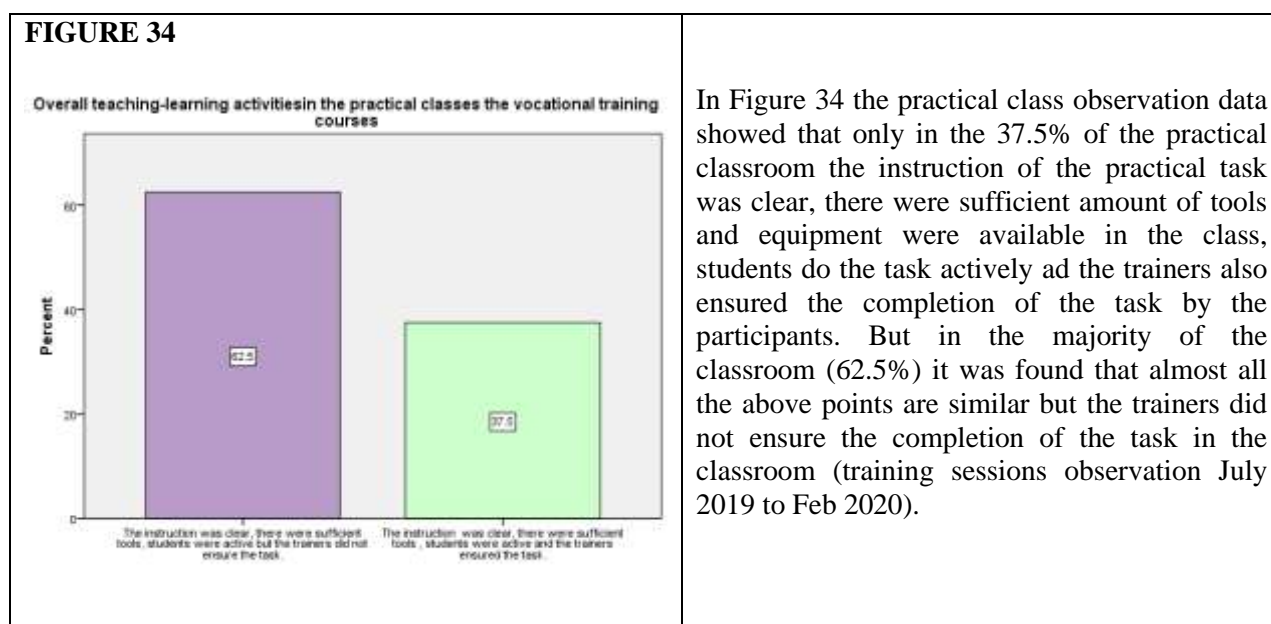 FIGURE 34
Overall teaching-learning activitiesin the practical classes the vocational training
courses
Percent
60
40
20
0
62.5
37.5
The instruction was clear, there were sufficient
tools, students were active but the trainers did not
ensure the task.
The instruction was clear, there were sufficient
tools , students were active and the trainers
ensured the task.
In Figure 34 the practical class observation data
showed that only in the 37.5% of the practical
classroom the instruction of the practical task
was clear, there were sufficient amount of tools
and equipment were available in the class,
students do the task actively ad the trainers also
ensured the completion of the task by the
participants. But in the majority of the
classroom (62.5%) it was found that almost all
the above points are similar but the trainers did
not ensure the completion of the task in the
classroom (training sessions observation July
2019 to Feb 2020).